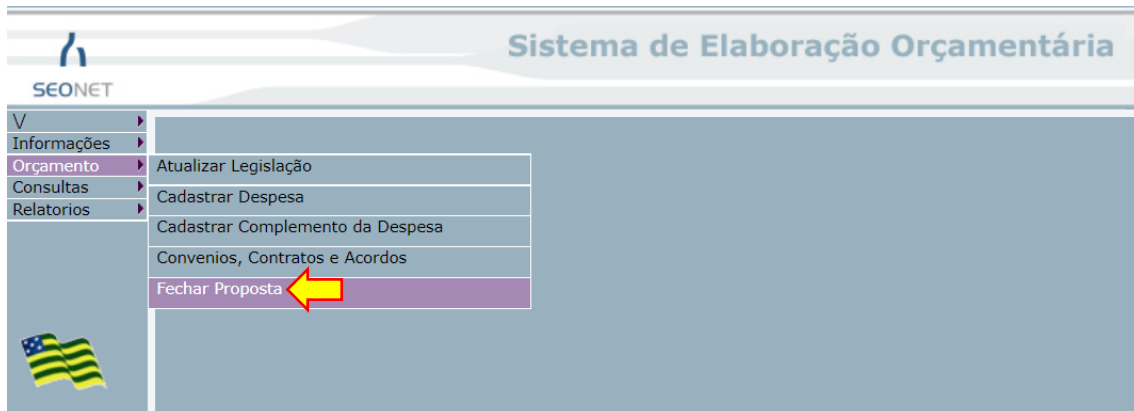 Sistema de Elaboração Orçamentária
SEONET
V
Informações
Orçamento
Atualizar Legislação
Consultas
Cadastrar Despesa
Relatorios
Cadastrar Complemento da Despesa
Convenios, Contratos e Acordos
Fechar Proposta